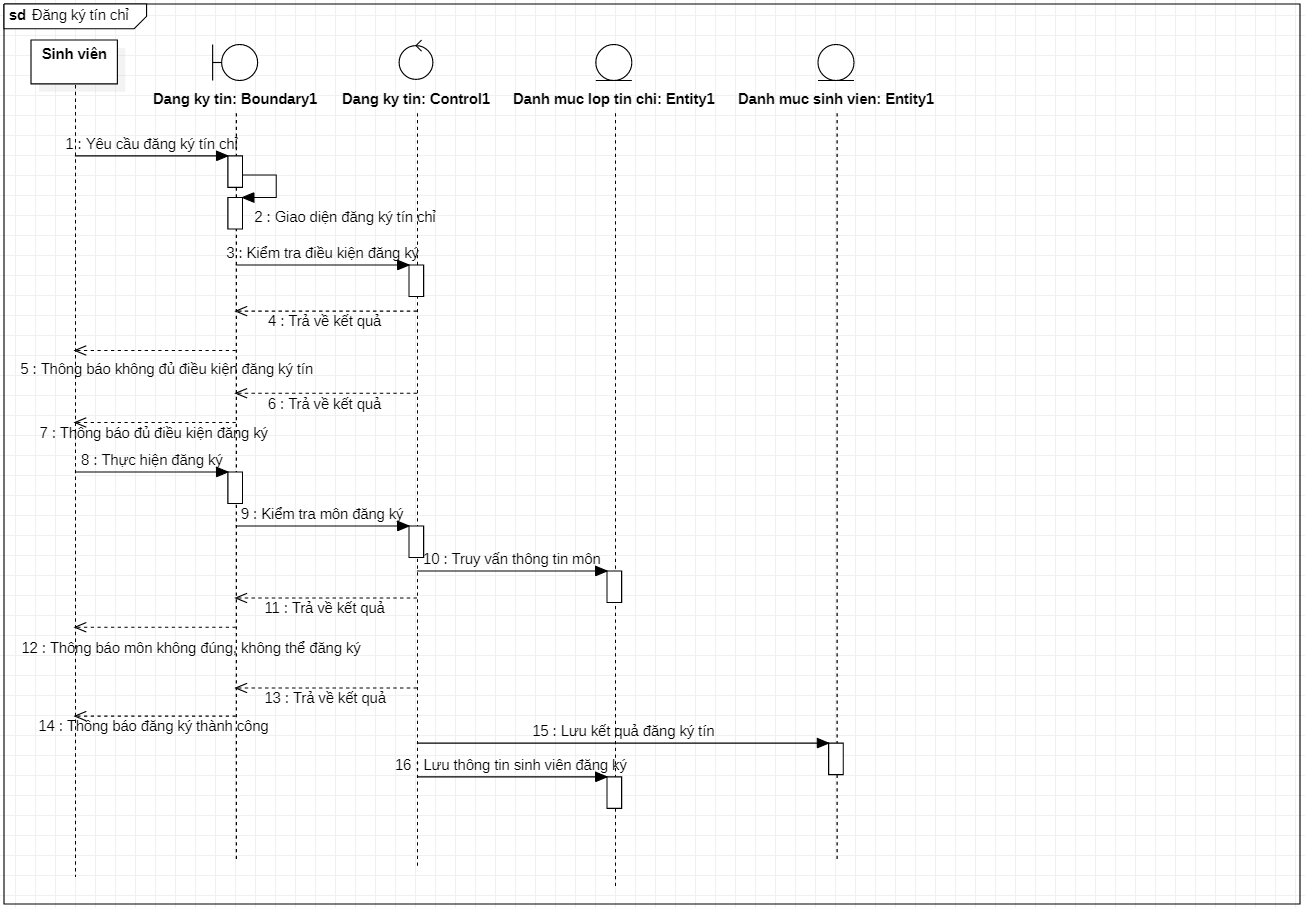 sd Đăng ký tín chỉ
Sinh viên
Dang ky tin: Boundary1
Dang ky tin: Control1
Danh muc lop tin chi: Entity1
Danh muc sinh vien: Entity1
1 : Yêu cầu đăng ký tín chỉ
2 : Giao diện đăng ký tín chỉ
3 : Kiểm tra điều kiện đăng ký
4 : Trả về kết quả
5 : Thông báo không đủ điều kiện đăng ký tín
6 : Trả về kết quả
7 : Thông báo đủ điều kiện đăng ký
8 : Thực hiện đăng ký
9 : Kiểm tra môn đăng ký
10 : Truy vấn thông tin môn
11 : Trả về kết quả
12 : Thông báo môn không đúng, không thể đăng ký
13 : Trả về kết quả
14 : Thông báo đăng ký thành công
15 : Lưu kết quả đăng ký tín
16 : Lưu thông tin sinh viên đăng ký